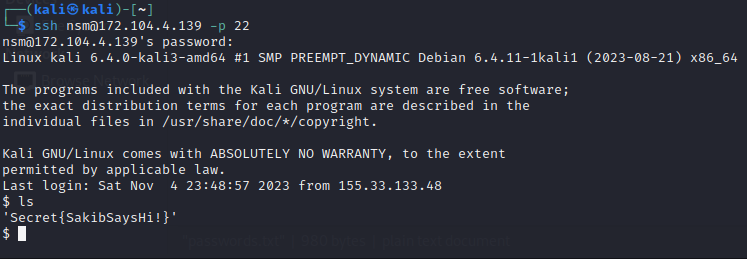 ┌──(kali㉿kali)-[~]
└─$ ssh nsm@172.104.4.139 -p 22
nsm@172.104.4.139's password:
Linux kali 6.4.0-kali3-amd64 #1 SMP PREEMPT_DYNAMIC Debian 6.4.11-1kali1 (2023-08-21) x86_64
Browse Network
The programs included with the Kali GNU/Linux system are free software;
the exact distribution terms for each program are described in the
individual files in /usr/share/doc/*/copyright.
Kali GNU/Linux comes with ABSOLUTELY NO WARRANTY, to the extent
permitted by applicable law.
Last login: Sat Nov  4 23:48:57 2023 from 155.33.133.48
$ ls
'Secret{SakibSaysHi!}'
$